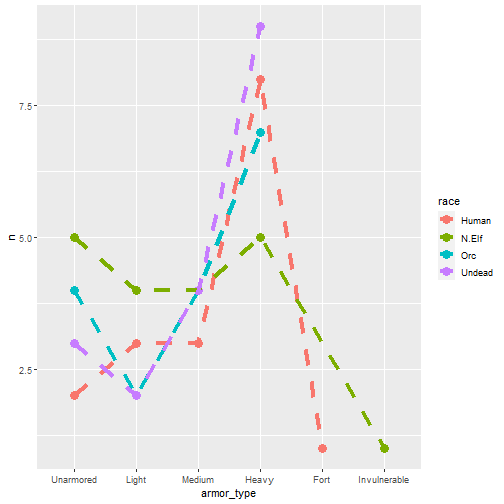 7.5
5.0
2.5
n
Unarmored Light Medium Heavy Fort Invulnerable
armor_type
race
Human
N.Elf
Orc
Undead